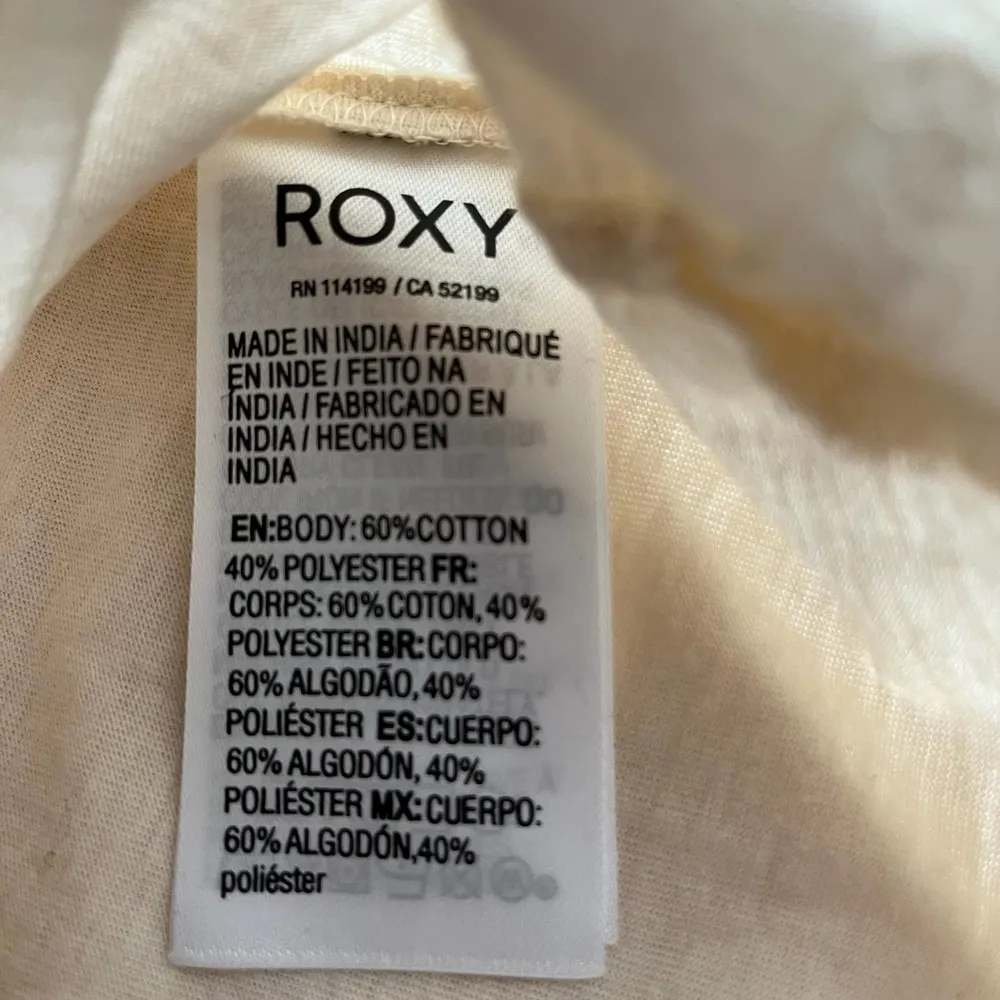 ROXY
RN 114199 / CA 52199
MADE IN INDIA / FABRIQUÉ
EN INDE / FEITO NA
ÍNDIA / FABRICADO EN
INDIA / HECHO EN
INDIA
EN:BODY: 60%COTTON
40% POLYESTER FR:
CORPS: 60% COTON, 40%
POLYESTER BR:CORPO:
60% ALGODÃO, 40%
POLIÉSTER ES:CUERPO:
60% ALGODÓN, 40%
POLIÉSTER MX:CUERPO:
60% ALGODÓN,40%
poliéster